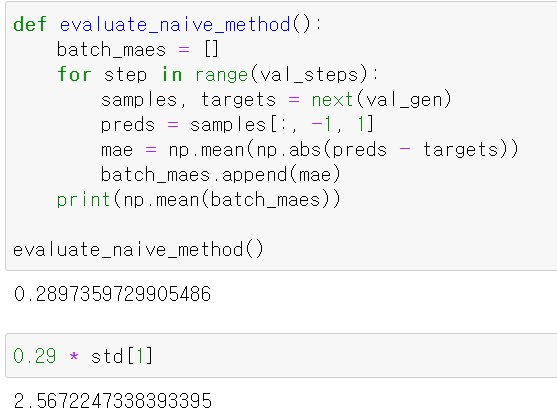 def evaluate_naive_method():
    batch_maes = []
    for step in range(val_steps):
        samples, targets = next(val_gen)
        preds = samples[:, -1, 1]
        mae = np.mean(np.abs(preds - targets))
        batch_maes.append(mae)
    print(np.mean(batch_maes))
evaluate_naive_method()
0.2897359729905486
0.29 * std[1]
2.5672247338393395